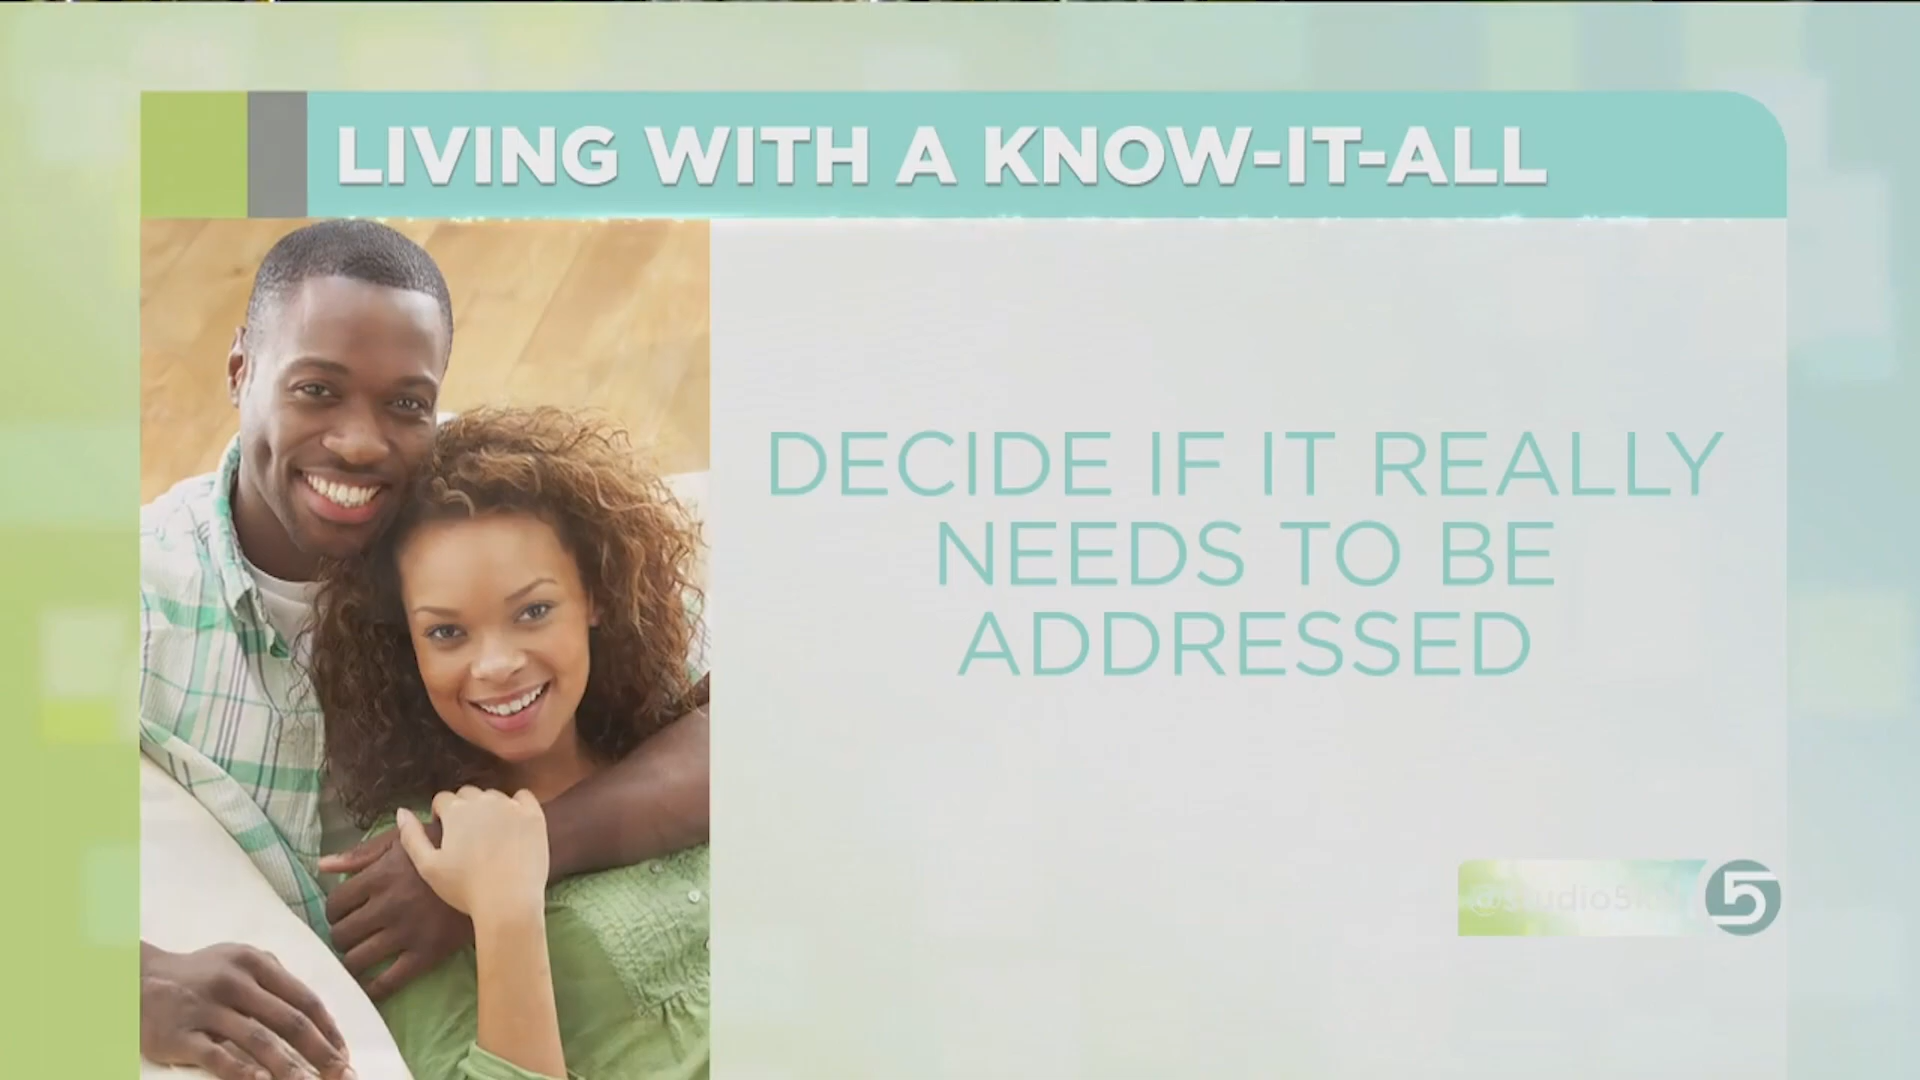 LIVING WITH A KNOW-IT-ALL
DECIDE IF IT REALLY
NEEDS TO BE
ADDRESSED
5